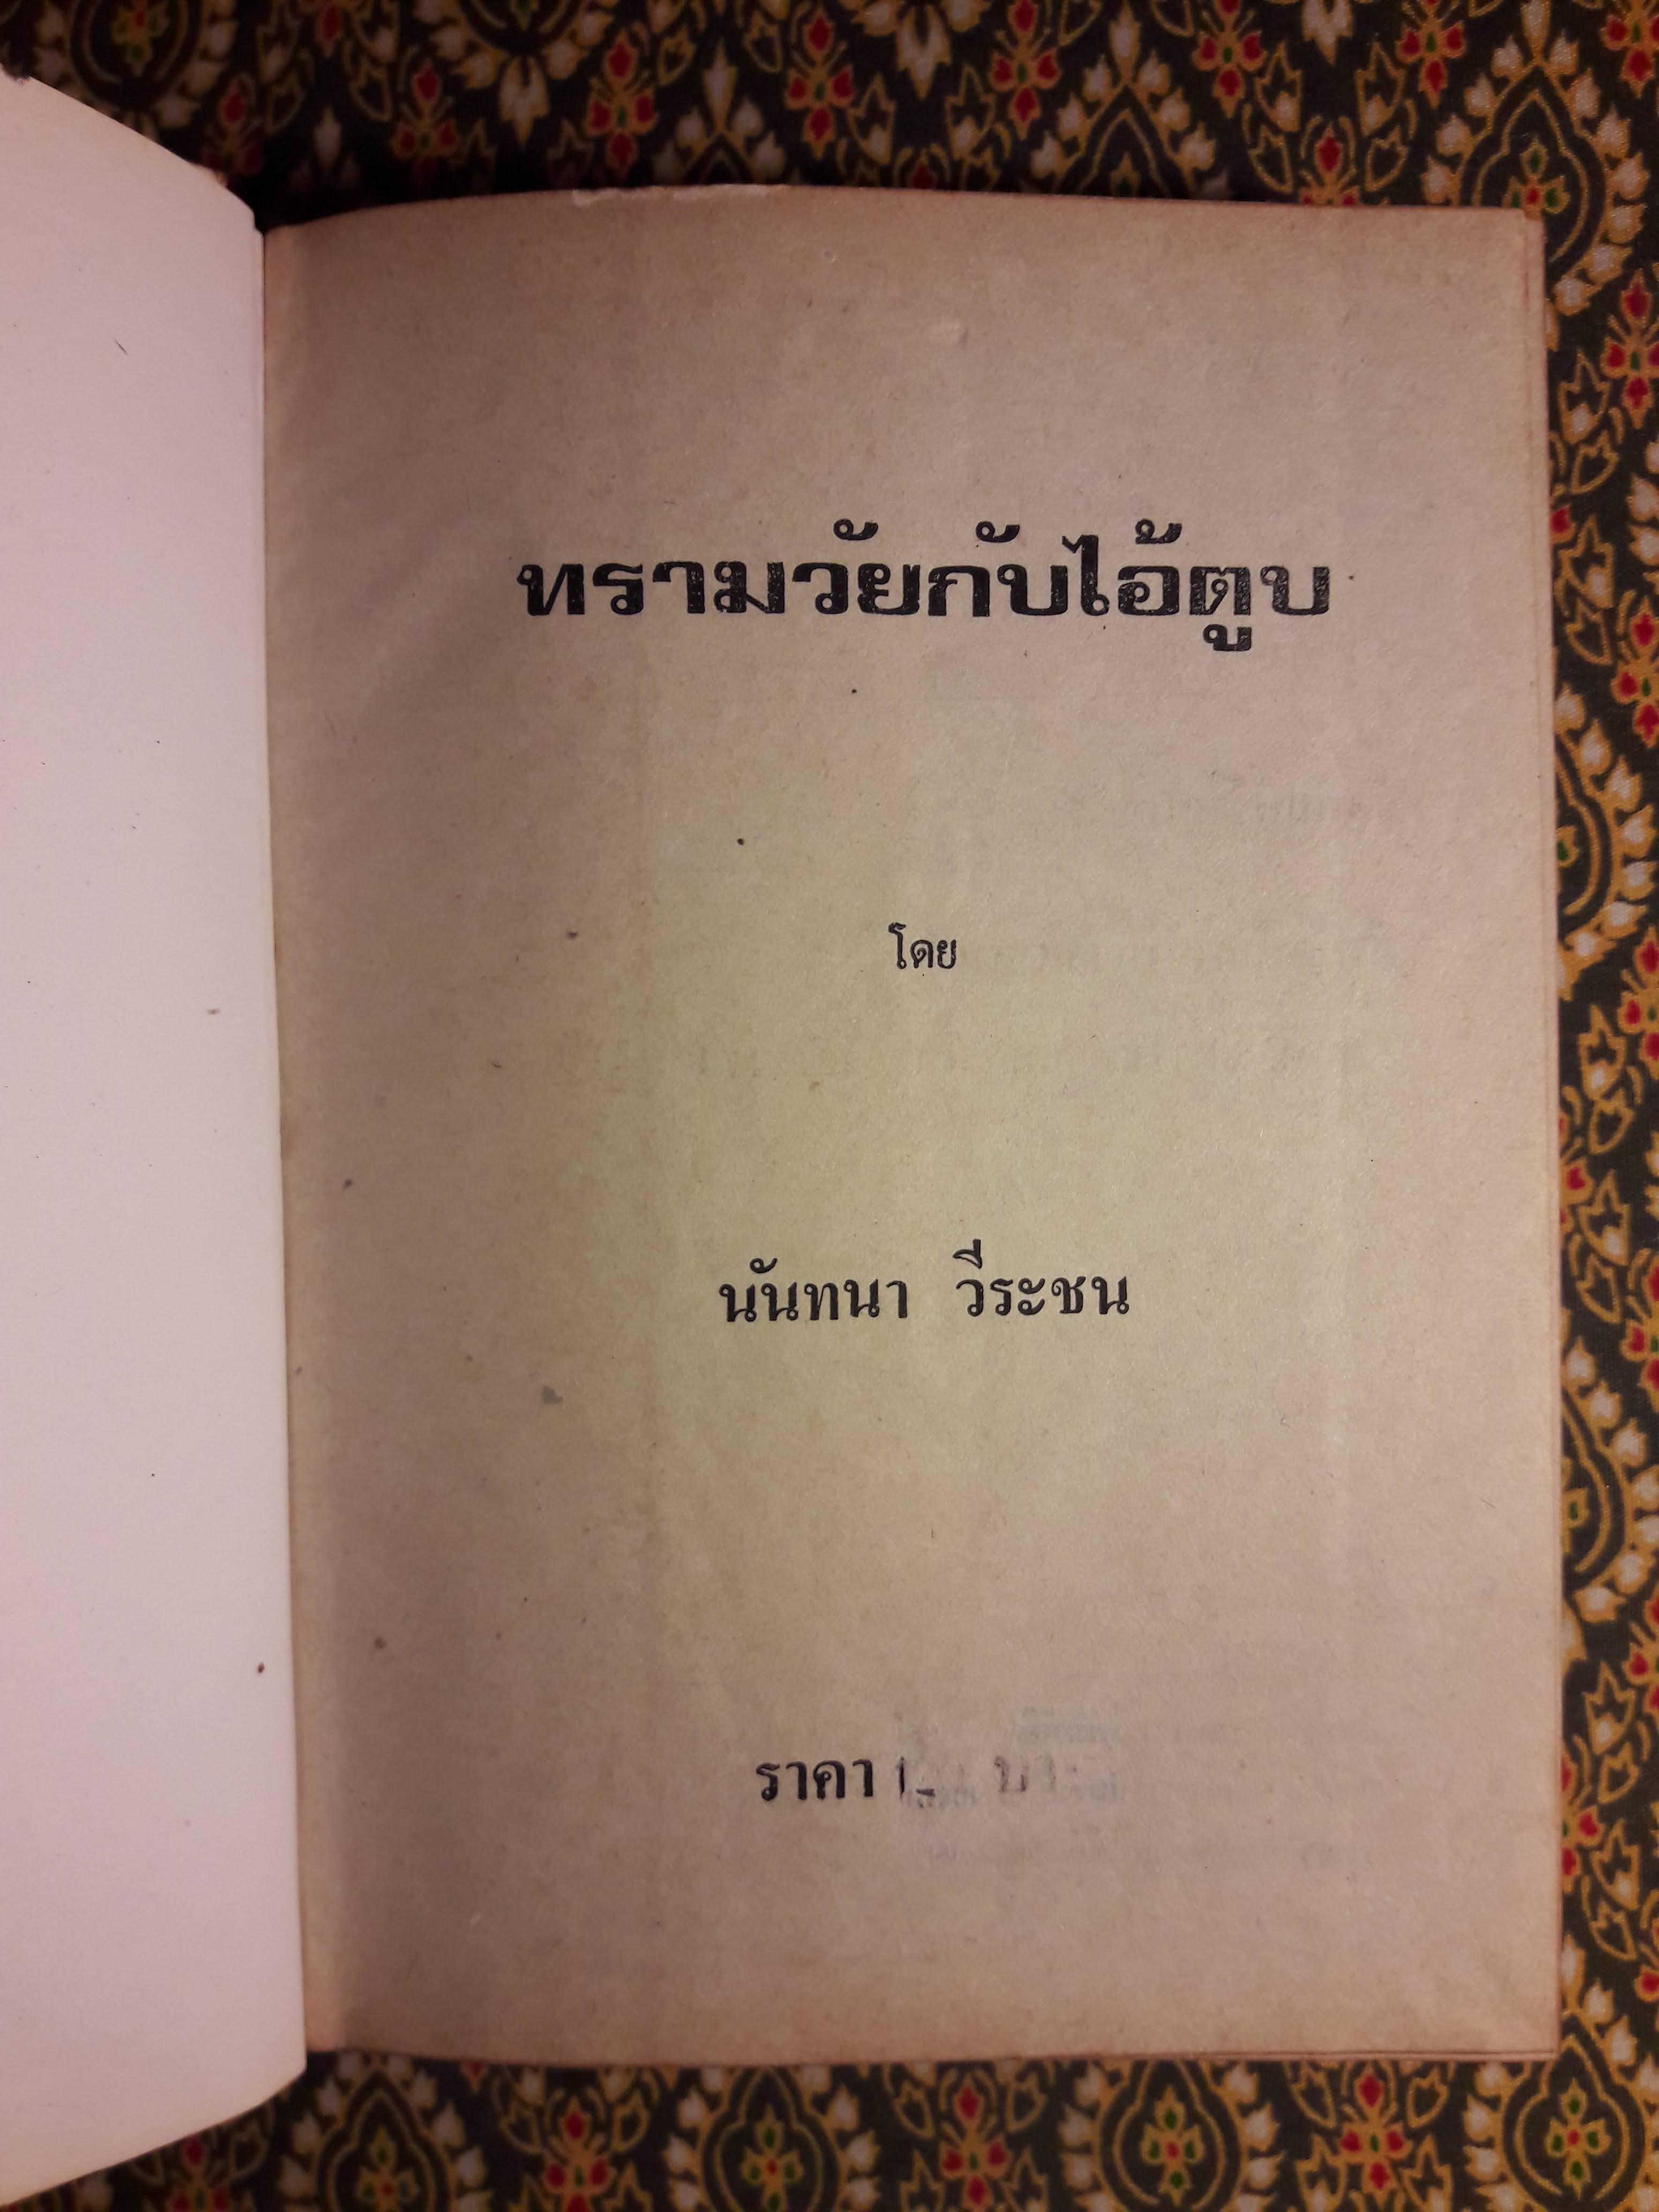 ทรามวัยกับไอ้ตูบ
โดย
นันทนา วีระชน
ราคา